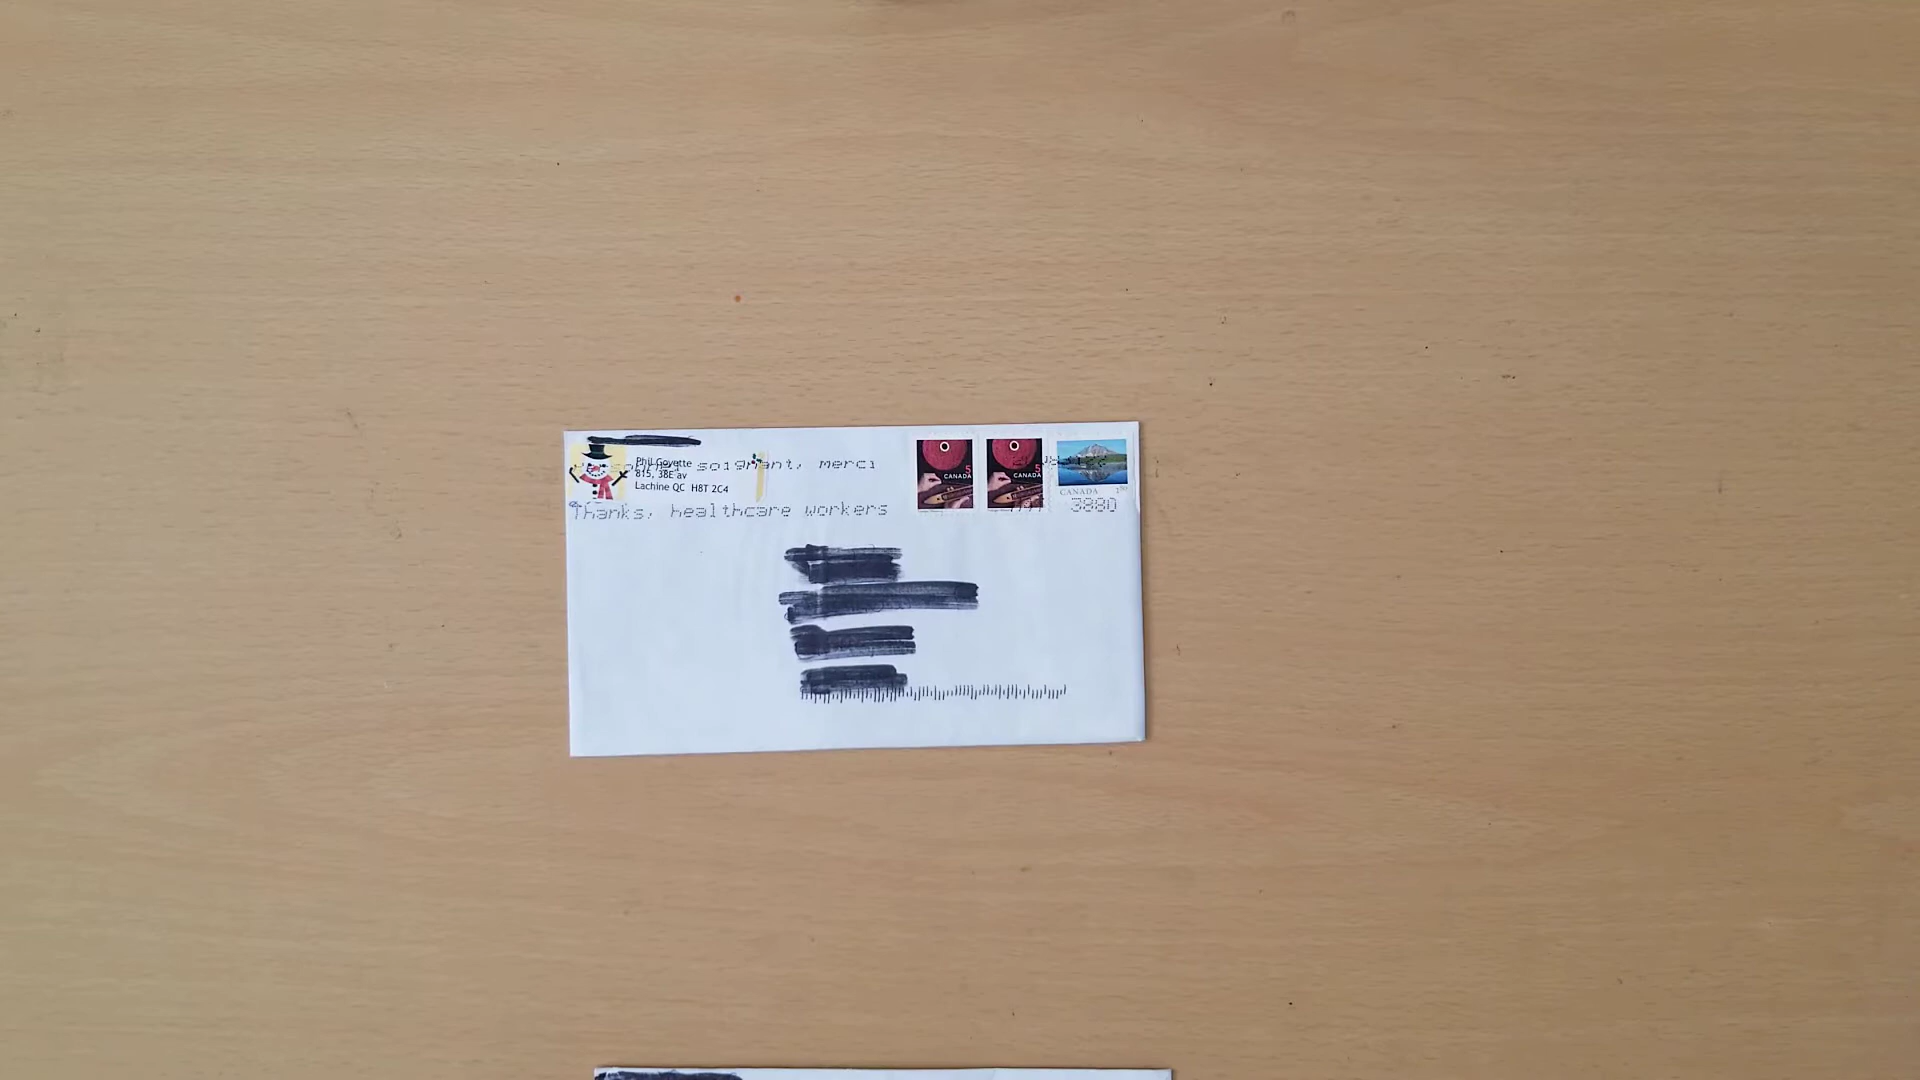 Phil Goyette
815, 38E av
Lachine QC H8T 2C4
soignant, merci
Thanks, healthcare workers
5
CANADA
5
CANADA
CANADA
3880